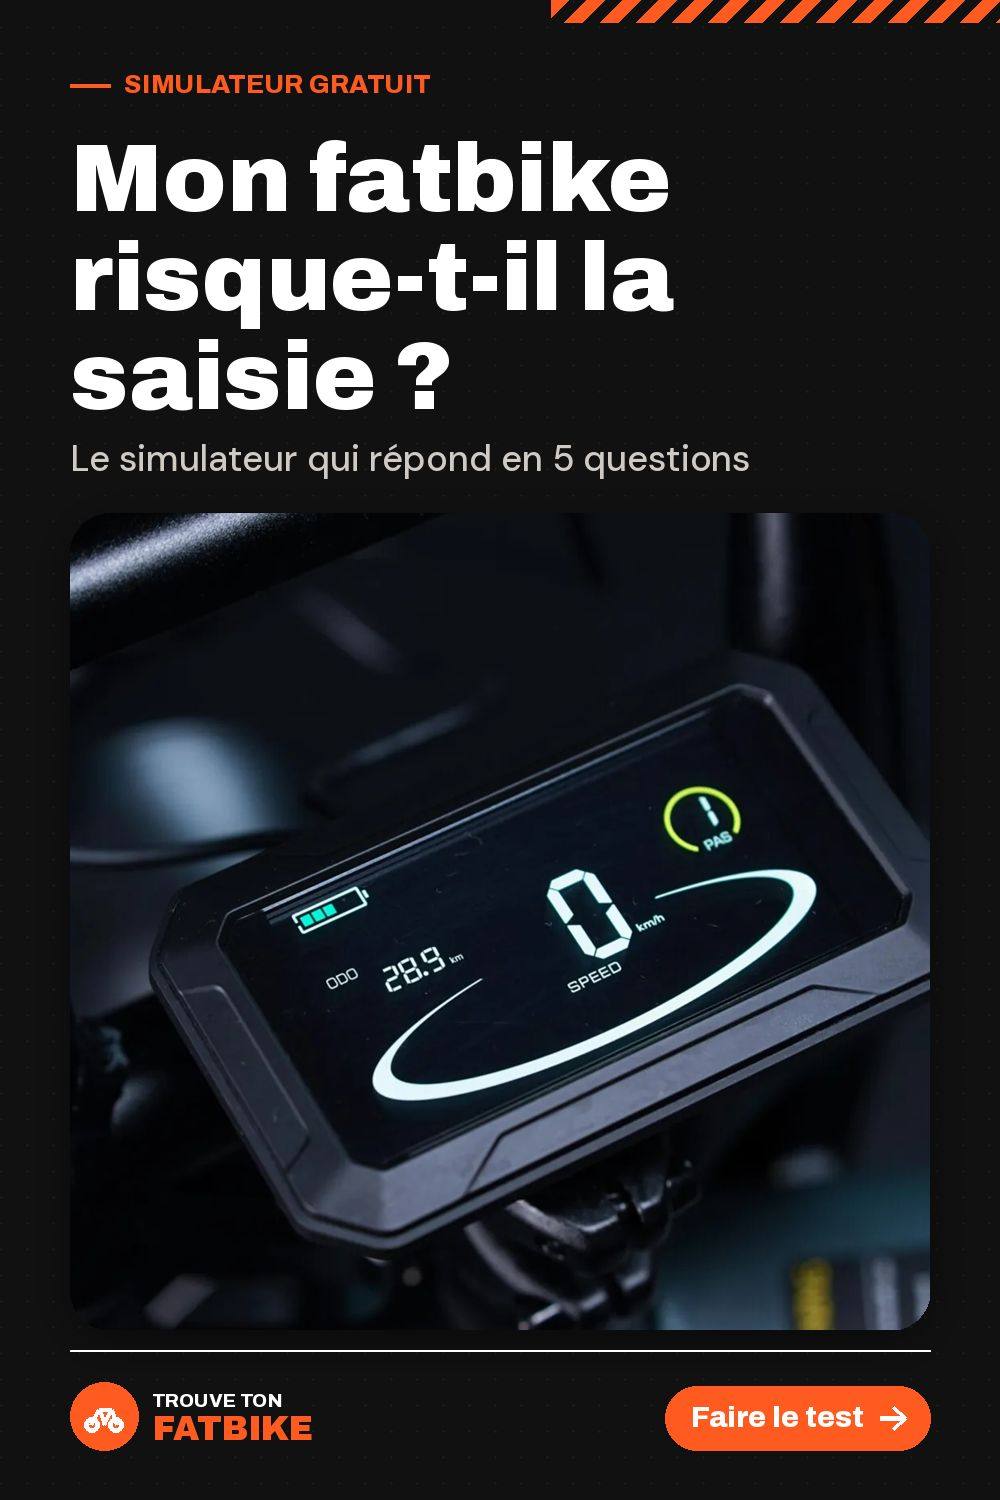 SIMULATEUR GRATUIT
Mon fatbike
risque-t-il la
saisie ?
Le simulateur qui répond en 5 questions
1
PAS
0 km/h
SPEED
ODO 28.9 km
TROUVE TON
FATBIKE
Faire le test →